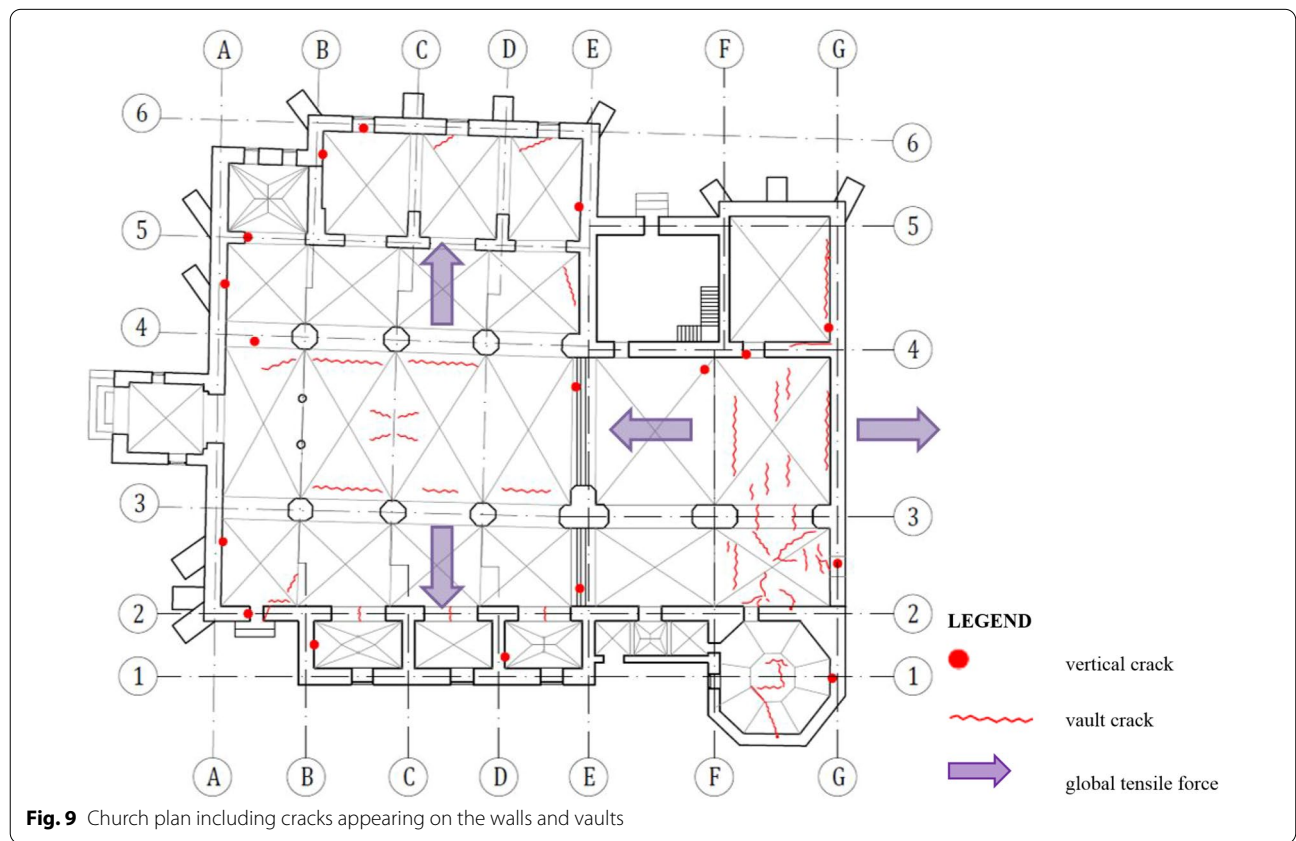 A B C D E F G
6 6
5 5
4 4
3 3
2 2
1 1
A B C D E F G
LEGEND
vertical crack
vault crack
global tensile force
Fig. 9 Church plan including cracks appearing on the walls and vaults